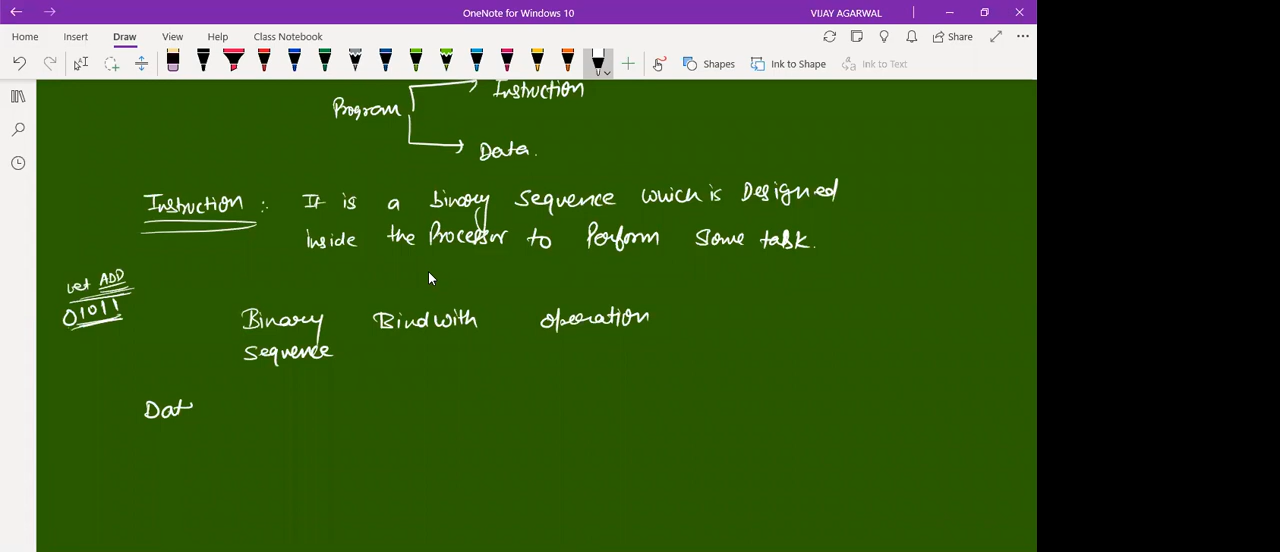 OneNote for Windows 10
VIJAY AGARWAL
Home Insert Draw View Help Class Notebook
Share
Shapes Ink to Shape Ink to Text
Program
Instruction
Data.
Instruction : It is a binary sequence which is Designed
Inside the Processor to Perform some task.
Let ADD
01011
Binary Bind with operation
sequence
Dat